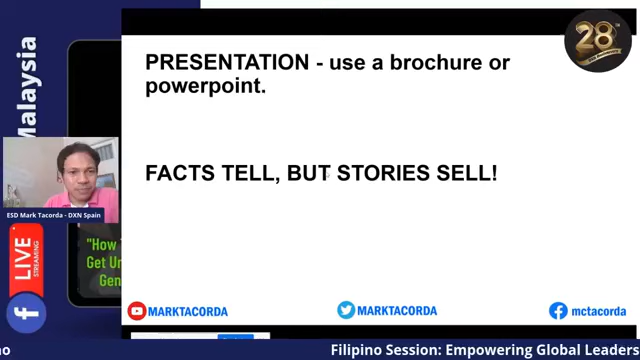 PRESENTATION - use a brochure or
powerpoint.
FACTS TELL, BUT STORIES SELL!
28
Malaysia
ESD Mark Tacorda - DXN Spain
LIVE
STREAMING
"How
Get Un
Gen
MARKTACORDA
MARKTACORDA
mctacorda
Filipino Session: Empowering Global Leaders